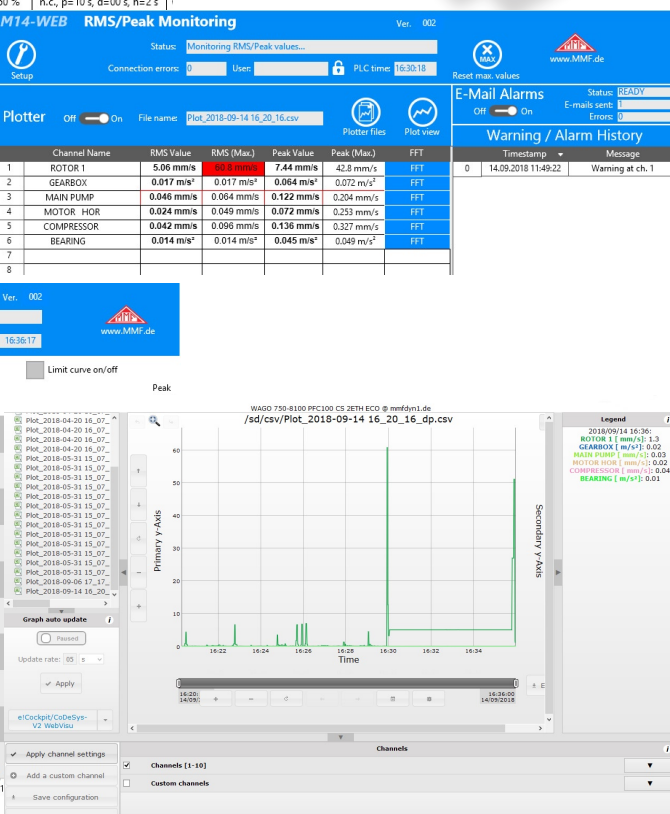 n.c., p=10 s, d=60 s, h=2 s
M14-WEB RMS/Peak Monitoring Ver. 002
Status: Monitoring RMS/Peak values...
Connection errors: 0 User: PLC time: 16:30:18
Setup
MAX
Reset max. values
www.MMF.de
Plotter Off On File name: Plot_2018-09-14 16_20_16.csv
Plotter files Plot view
E-Mail Alarms Status: READY
Off On E-mails sent: 1
Errors: 0
Warning / Alarm History
Timestamp Message
0 14.09.2018 11:49:22 Warning at ch. 1
Channel Name RMS Value RMS (Max.) Peak Value Peak (Max.) FFT
1 ROTOR 1 5.06 mm/s 60.8 mm/s 7.44 mm/s 42.8 mm/s FFT
2 GEARBOX 0.017 m/s² 0.017 m/s² 0.064 m/s² 0.072 m/s² FFT
3 MAIN PUMP 0.046 mm/s 0.064 mm/s 0.122 mm/s 0.204 mm/s FFT
4 MOTOR HOR 0.024 mm/s 0.049 mm/s 0.072 mm/s 0.253 mm/s FFT
5 COMPRESSOR 0.042 mm/s 0.096 mm/s 0.136 mm/s 0.327 mm/s FFT
6 BEARING 0.014 m/s² 0.014 m/s² 0.045 m/s² 0.049 m/s² FFT
7
8
Ver. 002
16:36:17
www.MMF.de
Limit curve on/off
Peak
WAGO 750-8100 PFC100 CS 2ETH ECO @ mmfdyn1.de
/sd/csv/Plot_2018-09-14 16_20_16_dp.csv
Plot_2018-04-20 16_07_
Plot_2018-04-20 16_07_
Plot_2018-04-20 16_07_
Plot_2018-04-20 16_07_
Plot_2018-05-31 15_07_
Plot_2018-05-31 15_07_
Plot_2018-05-31 15_07_
Plot_2018-05-31 15_07_
Plot_2018-05-31 15_07_
Plot_2018-05-31 15_07_
Plot_2018-05-31 15_07_
Plot_2018-05-31 15_07_
Plot_2018-05-31 15_07_
Plot_2018-05-31 15_07_
Plot_2018-09-06 17_17_
Plot_2018-09-14 16_20_
Graph auto update i
Paused
Update rate: 05 s
Apply
e!Cockpit/CoDeSys-
V2 WebVisu
Primary y-Axis
60
50
40
30
20
10
0
16:22 16:24 16:26 16:28 16:30 16:32 16:34
Time
Secondary y-Axis
16:20:
14/09/
16:36:00
14/09/2018
± E
Legend i
2018/09/14 16:36:
ROTOR 1 [ mm/s]: 1.3
GEARBOX [ m/s²]: 0.02
MAIN PUMP [ mm/s]: 0.03
MOTOR HOR [ mm/s]: 0.02
COMPRESSOR [ mm/s]: 0.04
BEARING [ m/s²]: 0.01
Channels i
Apply channel settings
Add a custom channel
Save configuration
Channels [1-10]
Custom channels